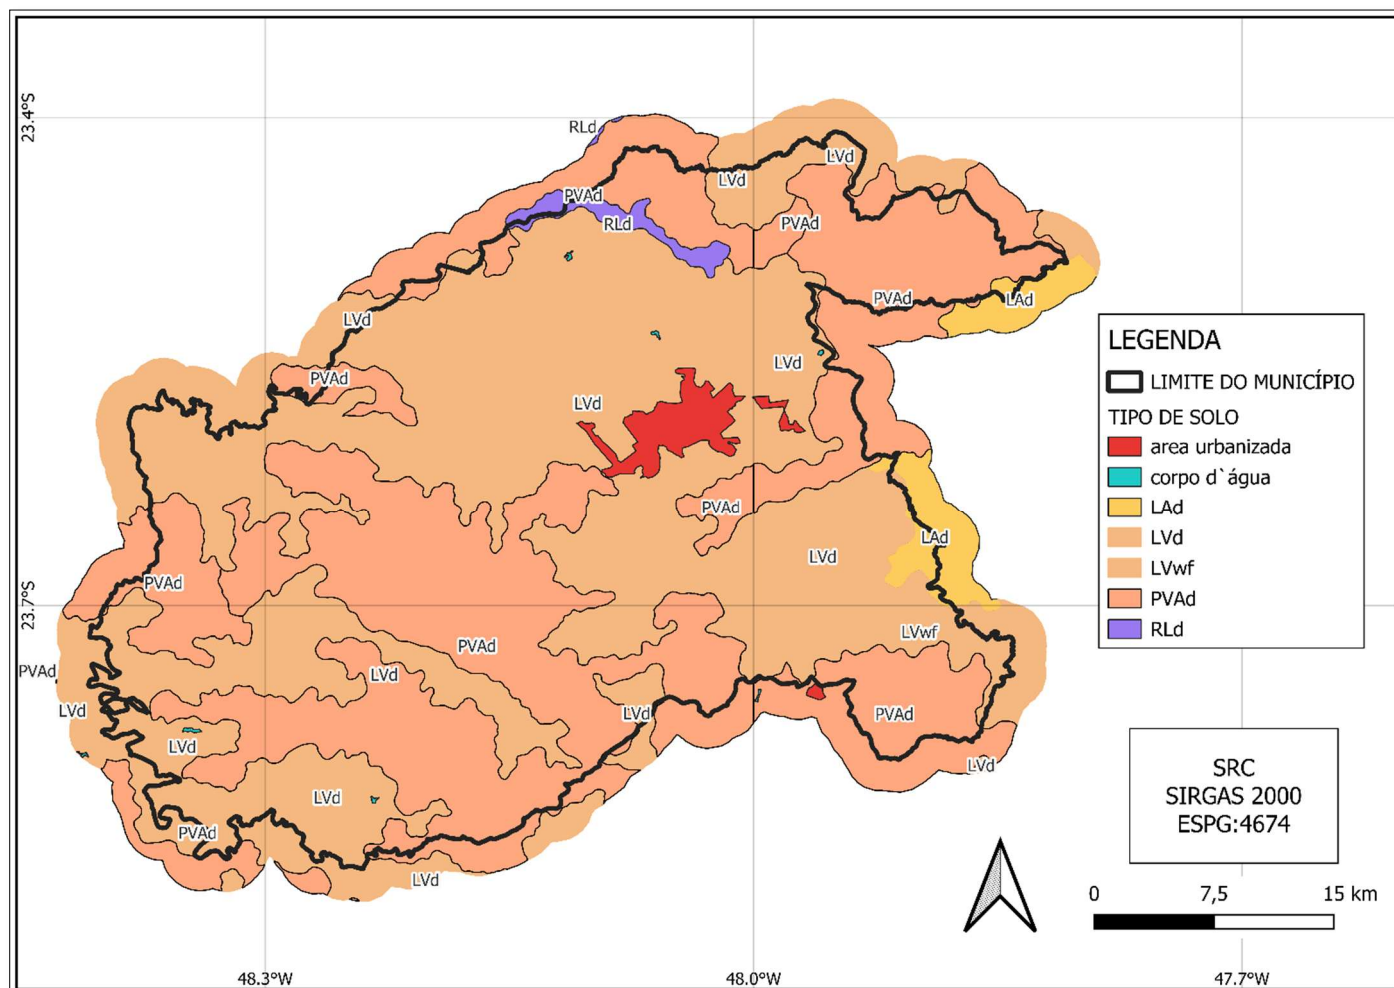 23.4°S
RLd
LVd
LVd
PVAd
RLd
PVAd
PVAd
LAd
LVd
LVd
PVAd
LVd
PVAd
LAd
LVd
PVAd
23.7°S
LVwf
PVAd
PVAd
LVd
LVd
LVd
PVAd
LVd
LVd
LVd
PVAd
LVd
LEGENDA
LIMITE DO MUNICÍPIO
TIPO DE SOLO
area urbanizada
corpo d`água
LAd
LVd
LVwf
PVAd
RLd
SRC
SIRGAS 2000
ESPG:4674
0 7,5 15 km
48.3°W 48.0°W 47.7°W